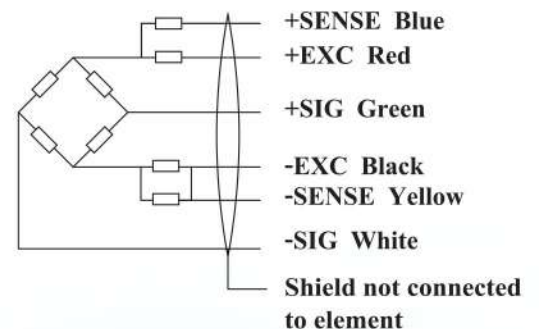 +SENSE Blue
+EXC Red
+SIG Green
-EXC Black
-SENSE Yellow
-SIG White
Shield not connected
to element